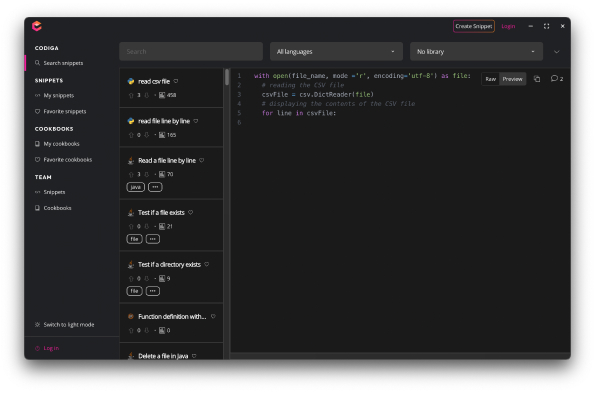 Create Snippet Login
CODIGA
Search snippets
SNIPPETS
My snippets
Favorite snippets
COOKBOOKS
My cookbooks
Favorite cookbooks
TEAM
Snippets
Cookbooks
Switch to light mode
Log in
Search
All languages
No library
read csv file
3 • 458
read file line by line
0 • 165
Read a file line by line
3 • 70
java •••
Test if a file exists
0 • 21
file •••
Test if a directory exists
0 • 9
file •••
Function definition with...
0 • 0
Delete a file in Java
1 with open(file_name, mode ='r', encoding='utf-8') as file:
2 # reading the CSV file
3 csvFile = csv.DictReader(file)
4 # displaying the contents of the CSV file
5 for line in csvFile:
6
Raw Preview 2